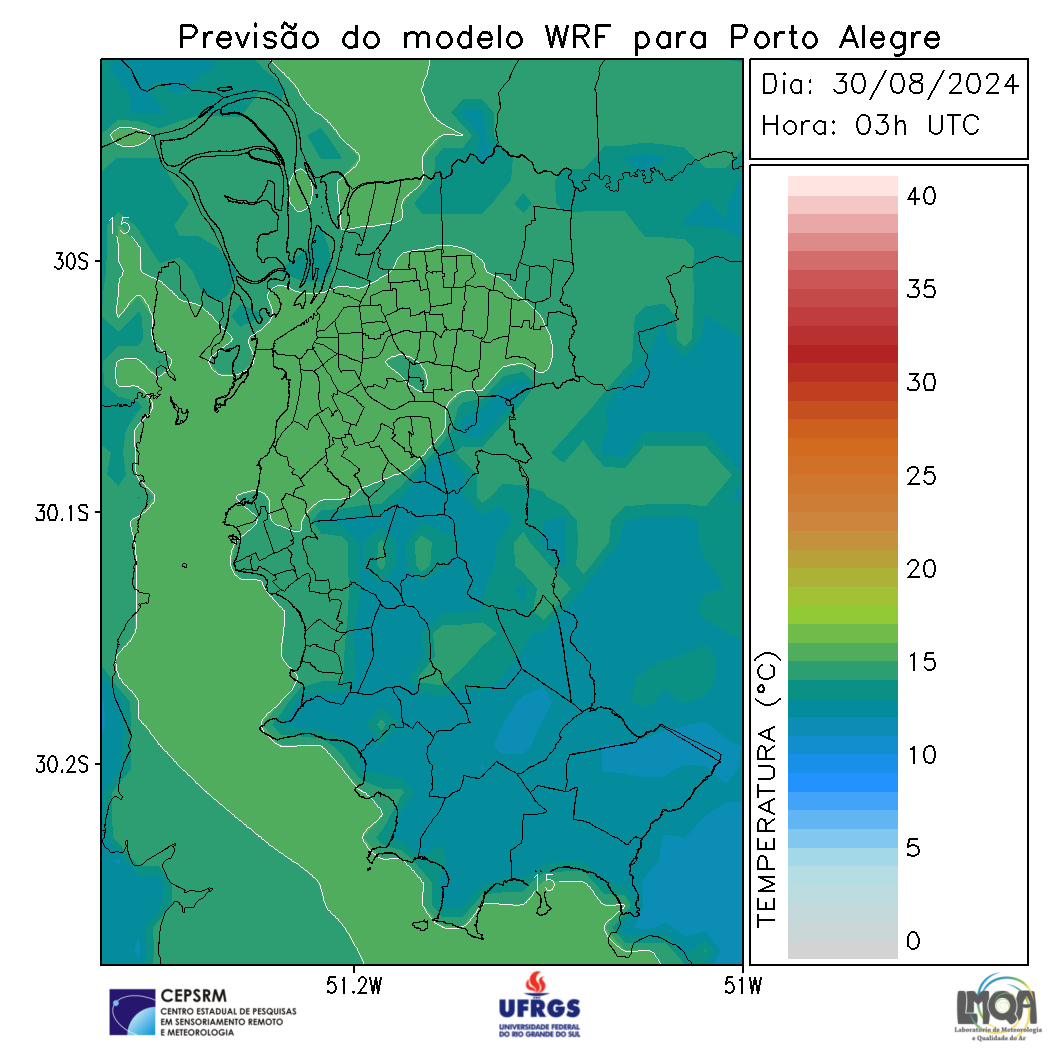 Previsão do modelo WRF para Porto Alegre
Dia: 30/08/2024
Hora: 03h UTC
15
30S
30.1S
30.2S
15
51.2W
51W
TEMPERATURA (°C)
40
35
30
25
20
15
10
5
0
CEPSRM
CENTRO ESTADUAL DE PESQUISAS
EM SENSORIAMENTO REMOTO
E METEOROLOGIA
UFRGS
UNIVERSIDADE FEDERAL
DO RIO GRANDE DO SUL
LMQA
Laboratório de Meteorologia
e Qualidade do Ar